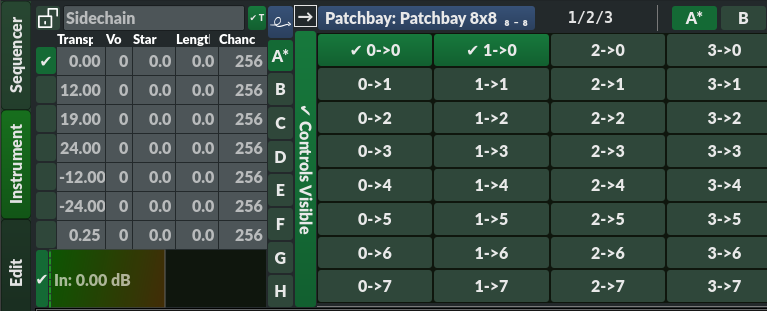 Sequencer
Instrument
Edit
Sidechain
✔ T
Transp Vo Star Lengtl Chanc
✔ 0.00 0 0.0 0.0 256
12.00 0 0.0 0.0 256
19.00 0 0.0 0.0 256
24.00 0 0.0 0.0 256
-12.00 0 0.0 0.0 256
-24.00 0 0.0 0.0 256
0.25 0 0.0 0.0 256
✔ In: 0.00 dB
A*
B
C
D
E
F
G
H
✔ Controls Visible
→ Patchbay: Patchbay 8x8 8 - 8 1/2/3 A* B
✔ 0->0 ✔ 1->0 2->0 3->0
0->1 1->1 2->1 3->1
0->2 1->2 2->2 3->2
0->3 1->3 2->3 3->3
0->4 1->4 2->4 3->4
0->5 1->5 2->5 3->5
0->6 1->6 2->6 3->6
0->7 1->7 2->7 3->7